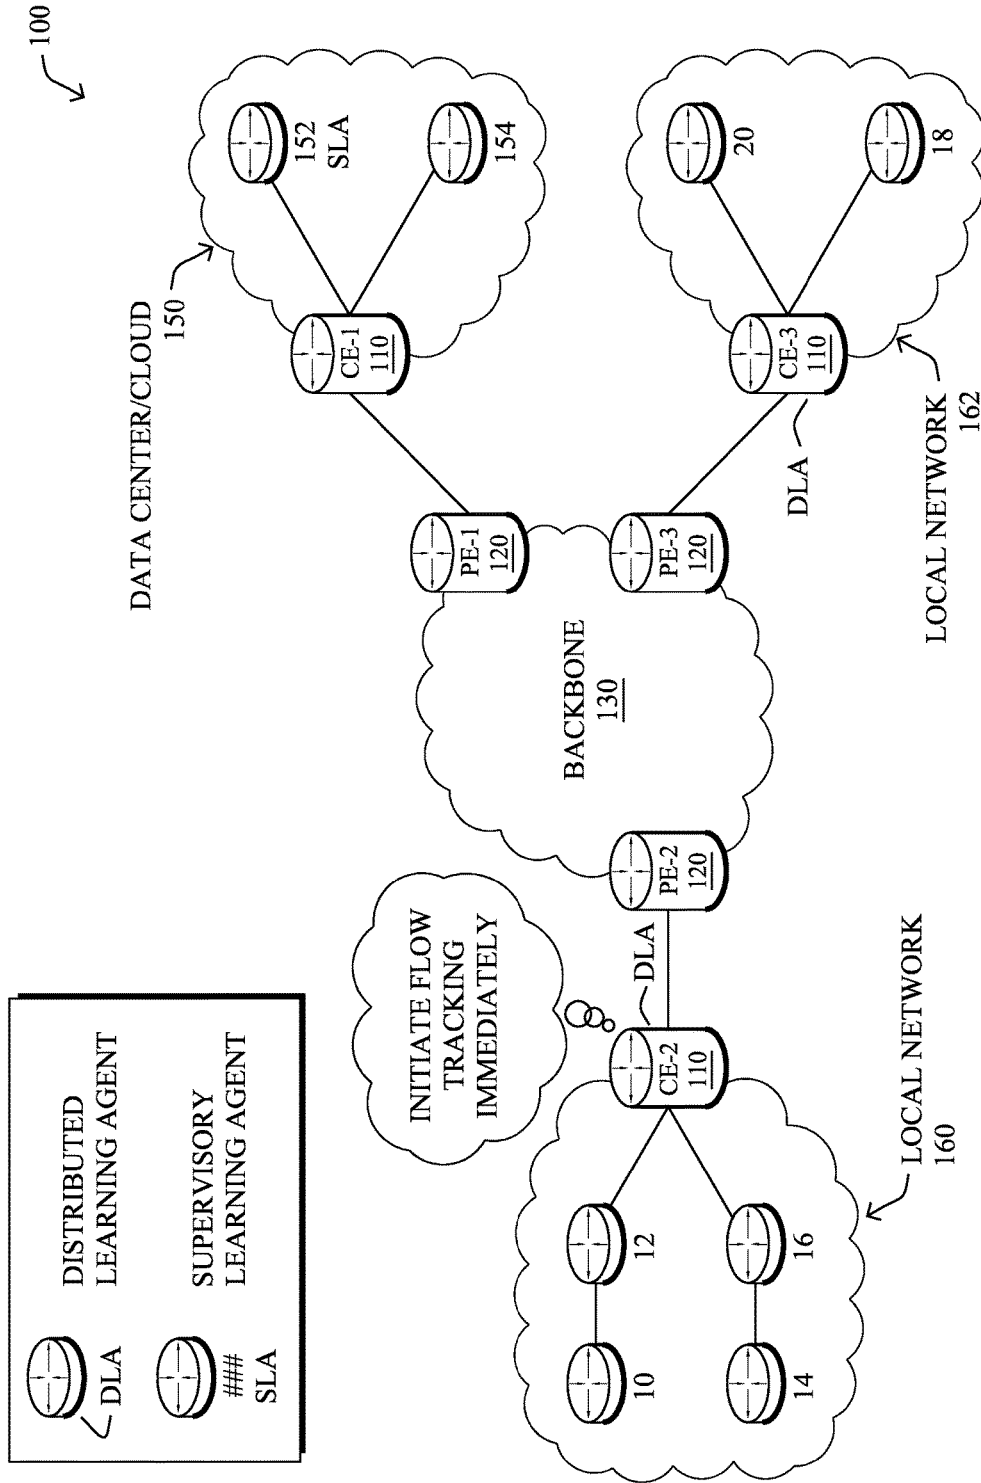 100
DISTRIBUTED
LEARNING AGENT
DLA
SUPERVISORY
LEARNING AGENT
###
SLA
DATA CENTER/CLOUD
150
152
SLA
154
CE-1
110
PE-1
120
INITIATE FLOW
TRACKING
IMMEDIATELY
BACKBONE
130
PE-2
120
PE-3
120
DLA
CE-2
110
12
10
16
14
LOCAL NETWORK
160
20
18
CE-3
110
DLA
LOCAL NETWORK
162